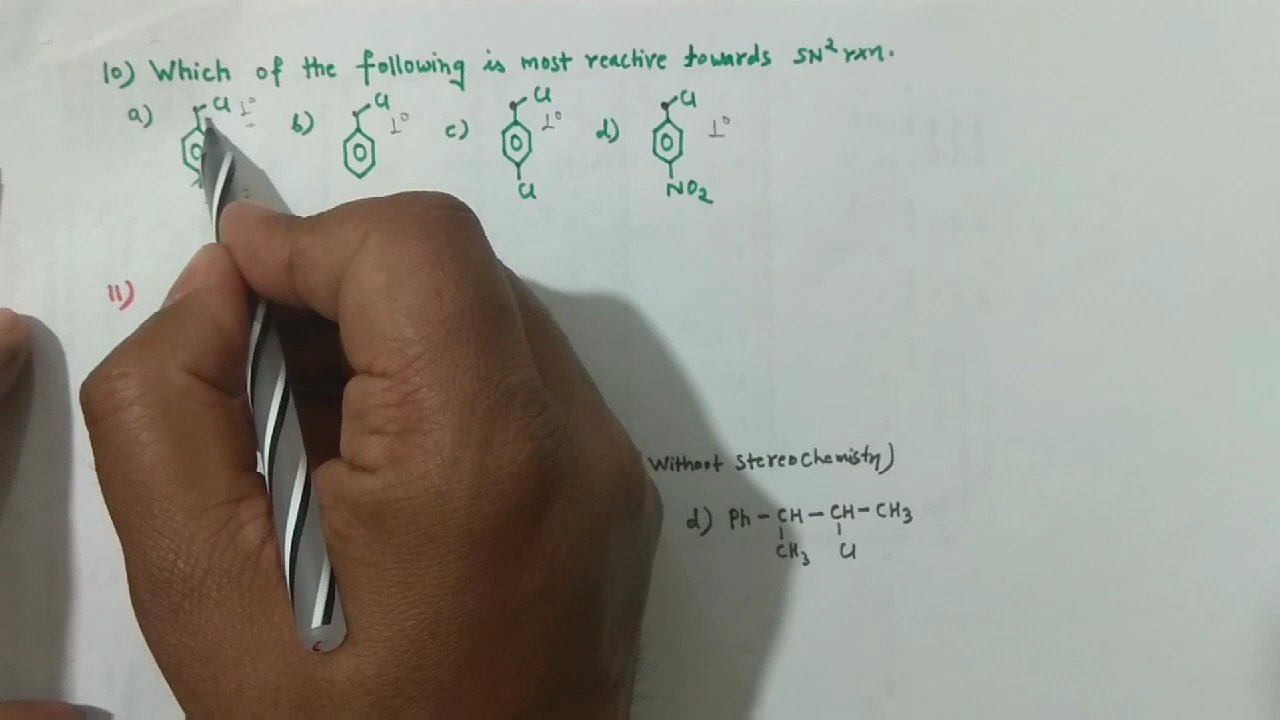 10) Which of the following is most reactive towards SN² rxn.
a) Cl 1° b) Cl 1° c) Cl 1° d) Cl 1°
Cl NO2
11)
Without stereochemistry)
d) Ph - CH - CH - CH3
CH3 Cl